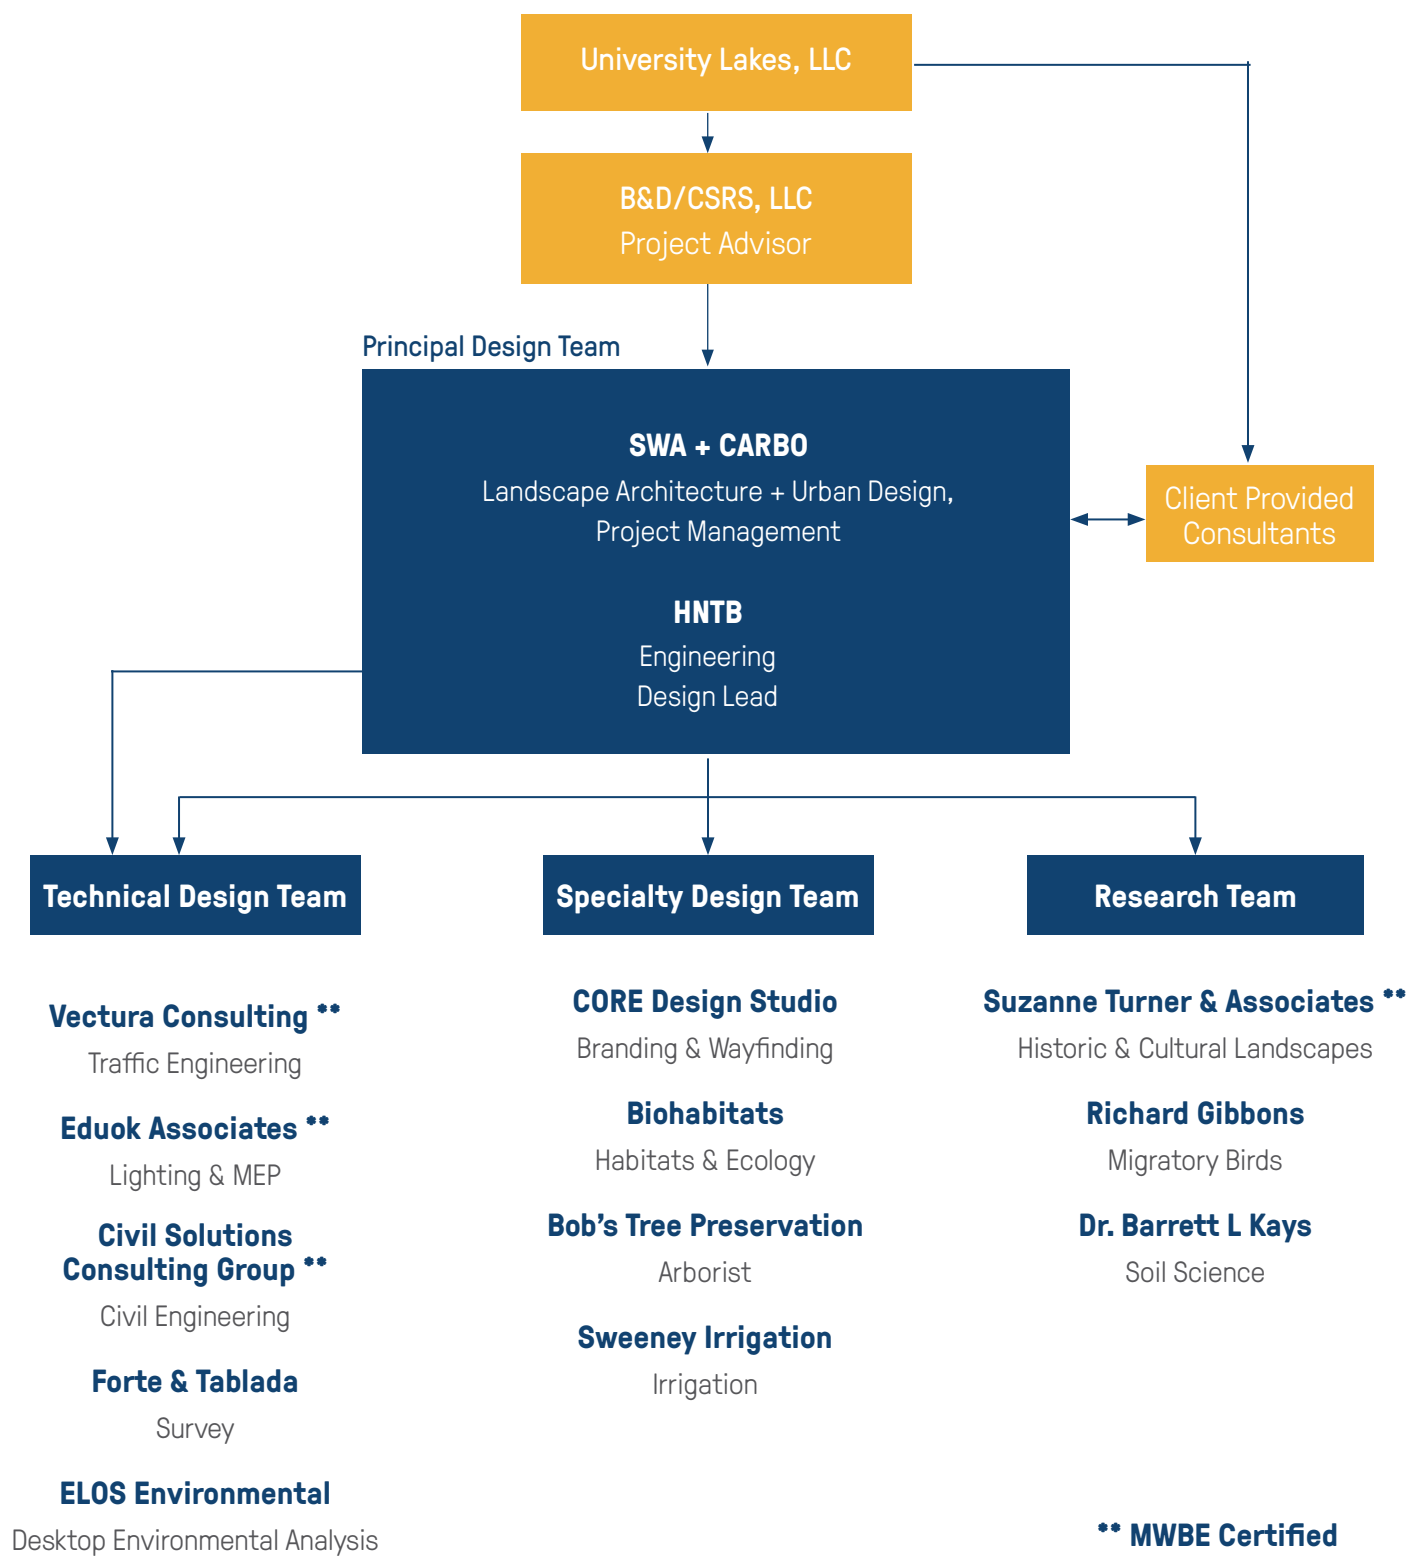 University Lakes, LLC
B&D/CSRS, LLC
Project Advisor
Principal Design Team
SWA + CARBO
Landscape Architecture + Urban Design,
Project Management
HNTB
Engineering
Design Lead
Client Provided
Consultants
Technical Design Team
Vectura Consulting **
Traffic Engineering
Eduok Associates **
Lighting & MEP
Civil Solutions
Consulting Group **
Civil Engineering
Forte & Tablada
Survey
ELOS Environmental
Desktop Environmental Analysis
Specialty Design Team
CORE Design Studio
Branding & Wayfinding
Biohabitats
Habitats & Ecology
Bob's Tree Preservation
Arborist
Sweeney Irrigation
Irrigation
Research Team
Suzanne Turner & Associates **
Historic & Cultural Landscapes
Richard Gibbons
Migratory Birds
Dr. Barrett L Kays
Soil Science
** MWBE Certified